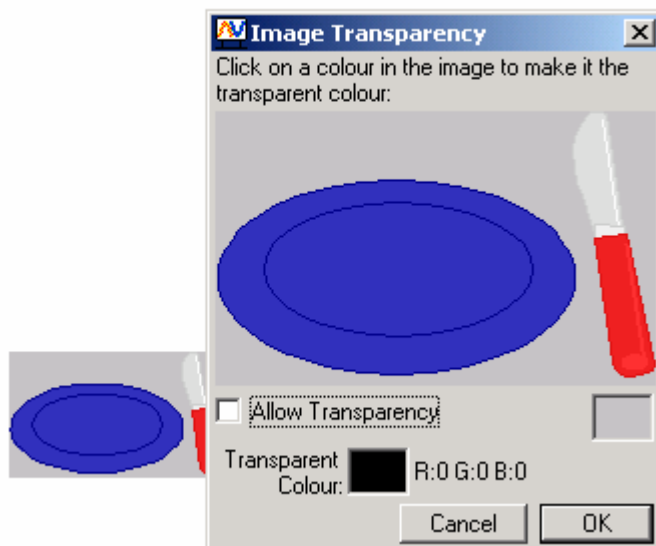 Image Transparency
Click on a colour in the image to make it the
transparent colour:
Allow Transparency
Transparent
Colour:
R:0 G:0 B:0
Cancel OK